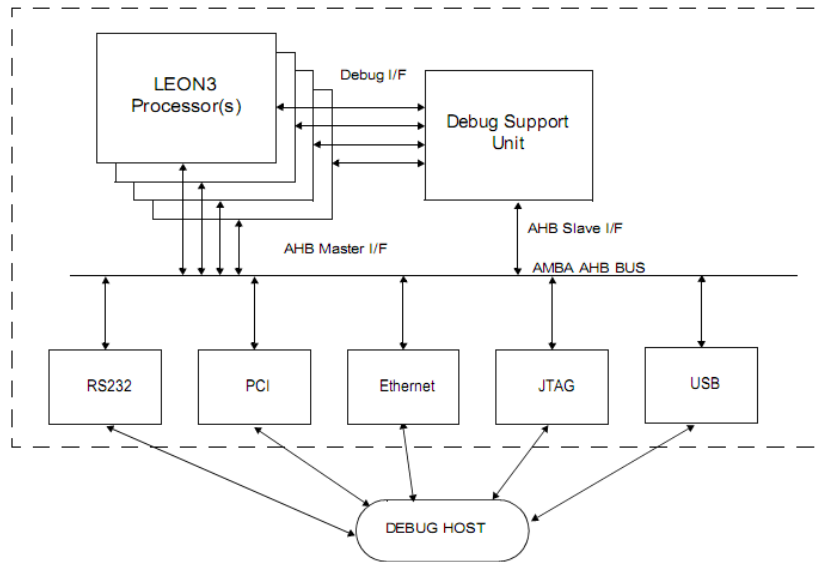 LEON3
Processor(s)
Debug I/F
Debug Support
Unit
AHB Master I/F
AHB Slave I/F
AMBA AHB BUS
RS232
PCI
Ethernet
JTAG
USB
DEBUG HOST